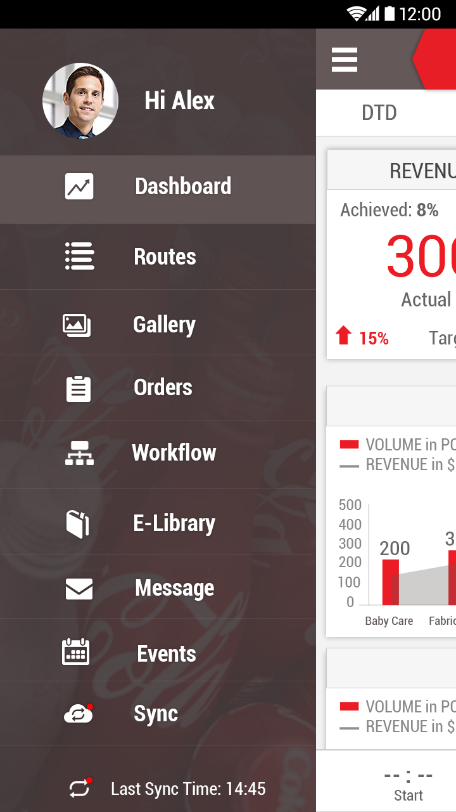 12:00
Hi Alex
Dashboard
Routes
Gallery
Orders
Workflow
E-Library
Message
Events
Sync
Last Sync Time: 14:45
DTD
REVENU
Achieved: 8%
300
Actual
15%
Targ
VOLUME in PC
REVENUE in $
500
400
300
200
100
0
200
3
Baby Care
Fabric
VOLUME in PC
REVENUE in $
-- : --
Start